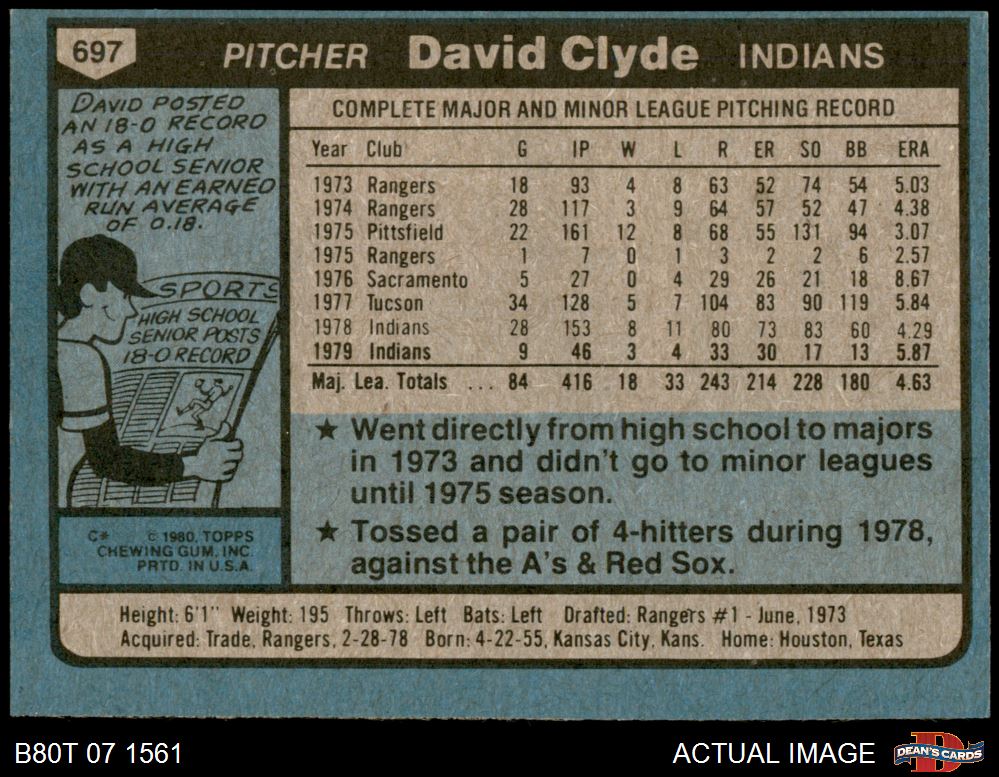 697 PITCHER David Clyde INDIANS
DAVID POSTED
AN 18-0 RECORD
AS A HIGH
SCHOOL SENIOR
WITH AN EARNED
RUN AVERAGE
OF 0.18.
SPORTS
HIGH SCHOOL
SENIOR POSTS
18-0 RECORD
C* © 1980, TOPPS
CHEWING GUM, INC.
PRTD. IN U.S.A.
COMPLETE MAJOR AND MINOR LEAGUE PITCHING RECORD
Year Club G IP W L R ER SO BB ERA
1973 Rangers 18 93 4 8 63 52 74 54 5.03
1974 Rangers 28 117 3 9 64 57 52 47 4.38
1975 Pittsfield 22 161 12 8 68 55 131 94 3.07
1975 Rangers 1 7 0 1 3 2 2 6 2.57
1976 Sacramento 5 27 0 4 29 26 21 18 8.67
1977 Tucson 34 128 5 7 104 83 90 119 5.84
1978 Indians 28 153 8 11 80 73 83 60 4.29
1979 Indians 9 46 3 4 33 30 17 13 5.87
Maj. Lea. Totals ... 84 416 18 33 243 214 228 180 4.63
★ Went directly from high school to majors
in 1973 and didn't go to minor leagues
until 1975 season.
★ Tossed a pair of 4-hitters during 1978,
against the A's & Red Sox.
Height: 6'1" Weight: 195 Throws: Left Bats: Left Drafted: Rangers #1 - June, 1973
Acquired: Trade, Rangers, 2-28-78 Born: 4-22-55, Kansas City, Kans. Home: Houston, Texas
B80T 07 1561 ACTUAL IMAGE D DEAN'S CARDS